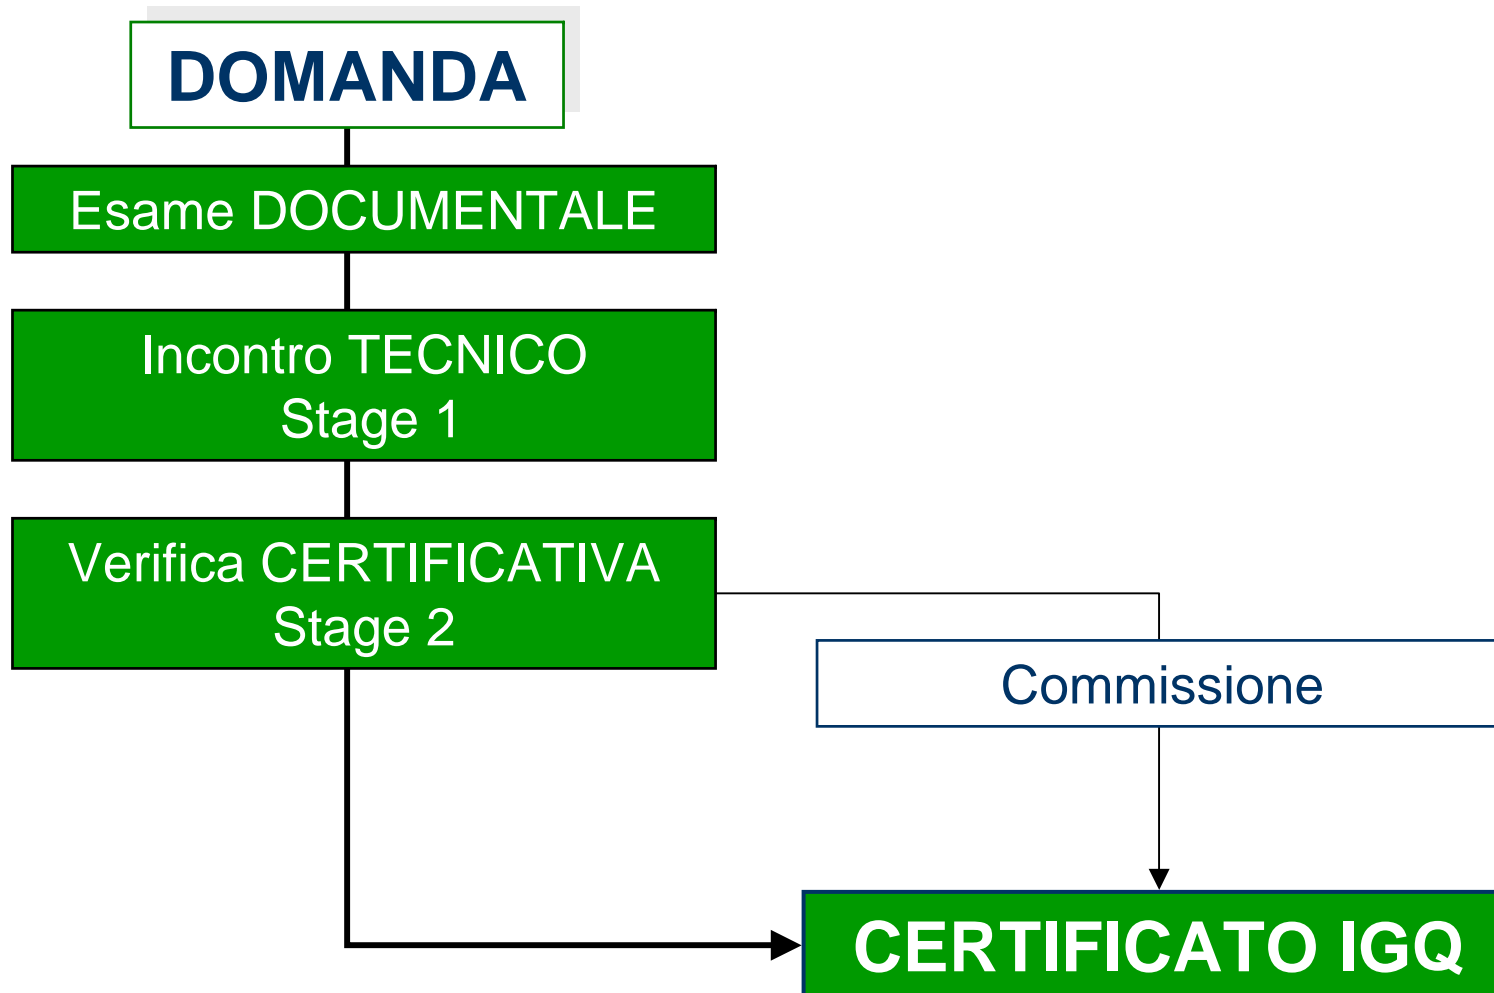 DOMANDA
Esame DOCUMENTALE
Incontro TECNICO
Stage 1
Verifica CERTIFICATIVA
Stage 2
Commissione
CERTIFICATO IGQ